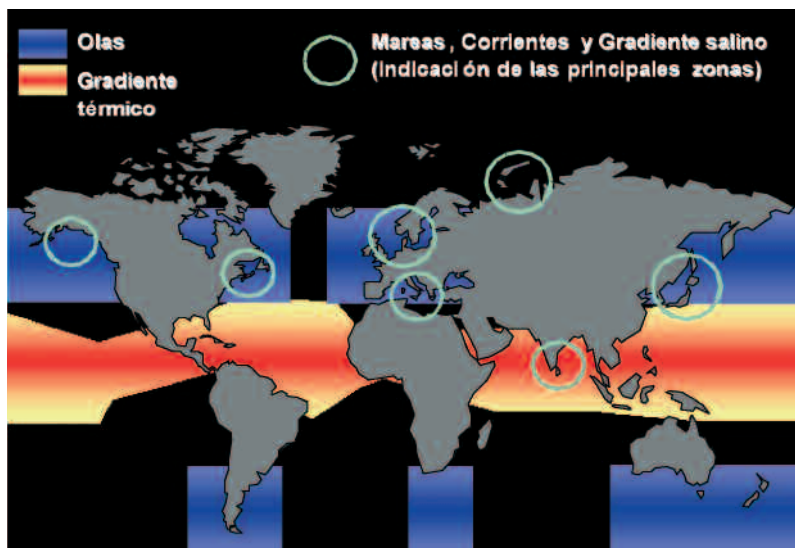 Olas
Gradiente
térmico
Mareas, Corrientes y Gradiente salino
(Indicación de las principales zonas)